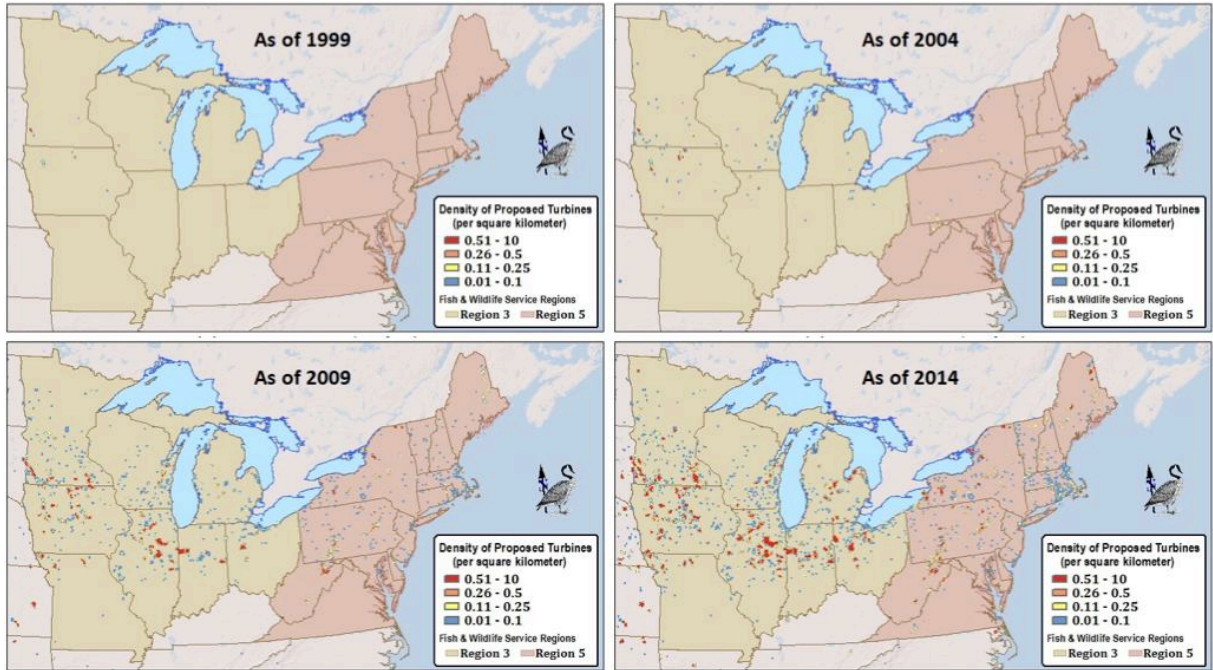 As of 1999
Density of Proposed Turbines
(per square kilometer)
0.51 - 10
0.26 - 0.5
0.11 - 0.25
0.01 - 0.1
Fish & Wildlife Service Regions
Region 3 Region 5
As of 2004
Density of Proposed Turbines
(per square kilometer)
0.51 - 10
0.26 - 0.5
0.11 - 0.25
0.01 - 0.1
Fish & Wildlife Service Regions
Region 3 Region 5
As of 2009
Density of Proposed Turbines
(per square kilometer)
0.51 - 10
0.26 - 0.5
0.11 - 0.25
0.01 - 0.1
Fish & Wildlife Service Regions
Region 3 Region 5
As of 2014
Density of Proposed Turbines
(per square kilometer)
0.51 - 10
0.26 - 0.5
0.11 - 0.25
0.01 - 0.1
Fish & Wildlife Service Regions
Region 3 Region 5